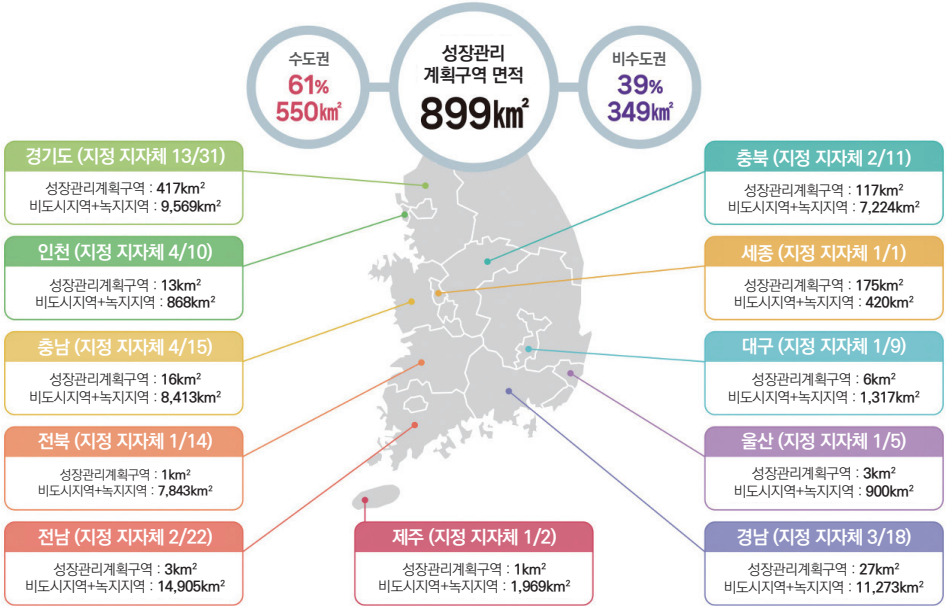 수도권
61%
550km²
성장관리
계획구역 면적
899km²
비수도권
39%
349km²
경기도 (지정 지자체 13/31)
성장관리계획구역 : 417km²
비도시지역+녹지지역 : 9,569km²
인천 (지정 지자체 4/10)
성장관리계획구역 : 13km²
비도시지역+녹지지역 : 868km²
충남 (지정 지자체 4/15)
성장관리계획구역 : 16km²
비도시지역+녹지지역 : 8,413km²
전북 (지정 지자체 1/14)
성장관리계획구역 : 1km²
비도시지역+녹지지역 : 7,843km²
전남 (지정 지자체 2/22)
성장관리계획구역 : 3km²
비도시지역+녹지지역 : 14,905km²
제주 (지정 지자체 1/2)
성장관리계획구역 : 1km²
비도시지역+녹지지역 : 1,969km²
충북 (지정 지자체 2/11)
성장관리계획구역 : 117km²
비도시지역+녹지지역 : 7,224km²
세종 (지정 지자체 1/1)
성장관리계획구역 : 175km²
비도시지역+녹지지역 : 420km²
대구 (지정 지자체 1/9)
성장관리계획구역 : 6km²
비도시지역+녹지지역 : 1,317km²
울산 (지정 지자체 1/5)
성장관리계획구역 : 3km²
비도시지역+녹지지역 : 900km²
경남 (지정 지자체 3/18)
성장관리계획구역 : 27km²
비도시지역+녹지지역 : 11,273km²